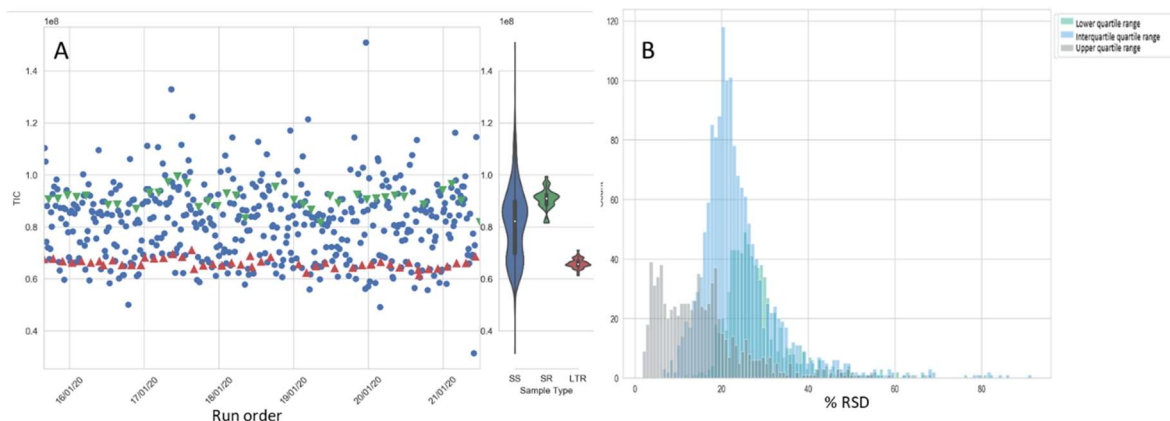 1e8
1e8
A
B
Lower quartile range
Interquartile quartile range
Upper quartile range
1.4
1.2
1.0
0.8
0.6
0.4
TIC
16/01/20
17/01/20
18/01/20
19/01/20
20/01/20
21/01/20
Run order
1.4
1.2
1.0
0.8
0.6
0.4
SS
SR
LTR
Sample Type
120
100
80
60
40
20
0
0
20
40
60
80
% RSD